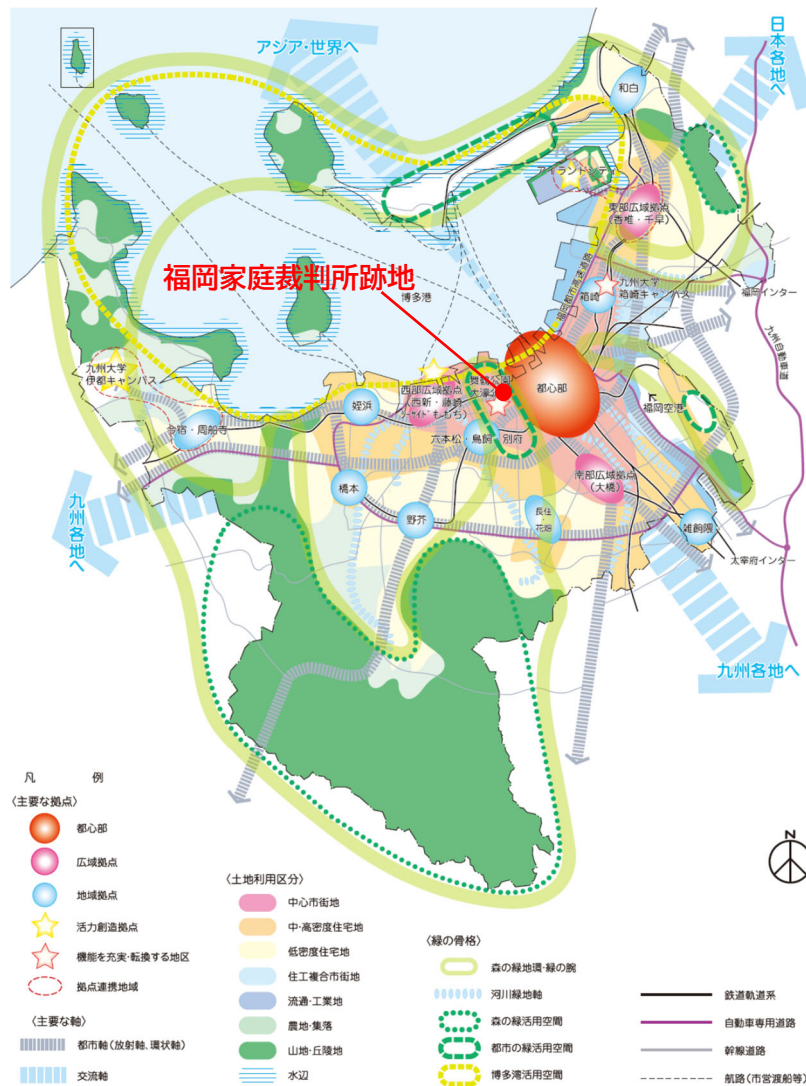 アジア・世界へ
日本各地へ
和白
アイランドシティ
東部広域拠点
(香椎・千早)
福岡家庭裁判所跡地
博多港
福岡都市高速道路
箱崎
九州大学
箱崎キャンパス
福岡インター
九州自動車道
九州大学
伊都キャンパス
今宿・周船寺
姪浜
西部広域拠点
(西新・藤崎・
シーサイドももち)
舞鶴公園
都心部
福岡空港
六本松・鳥飼・別府
南部広域拠点
(大橋)
橋本
野芥
長住
花畑
雑餉隈
太宰府インター
九州各地へ
九州各地へ
凡例
〈主要な拠点〉
都心部
広域拠点
地域拠点
活力創造拠点
機能を充実・転換する地区
拠点連携地域
〈主要な軸〉
都市軸(放射軸、環状軸)
交流軸
〈土地利用区分〉
中心市街地
中・高密度住宅地
低密度住宅地
住工複合市街地
流通・工業地
農地・集落
山地・丘陵地
水辺
〈緑の骨格〉
森の緑地環・緑の腕
河川緑地軸
森の緑活用空間
都市の緑活用空間
博多湾活用空間
鉄道軌道系
自動車専用道路
幹線道路
航路(市営渡船等)
N